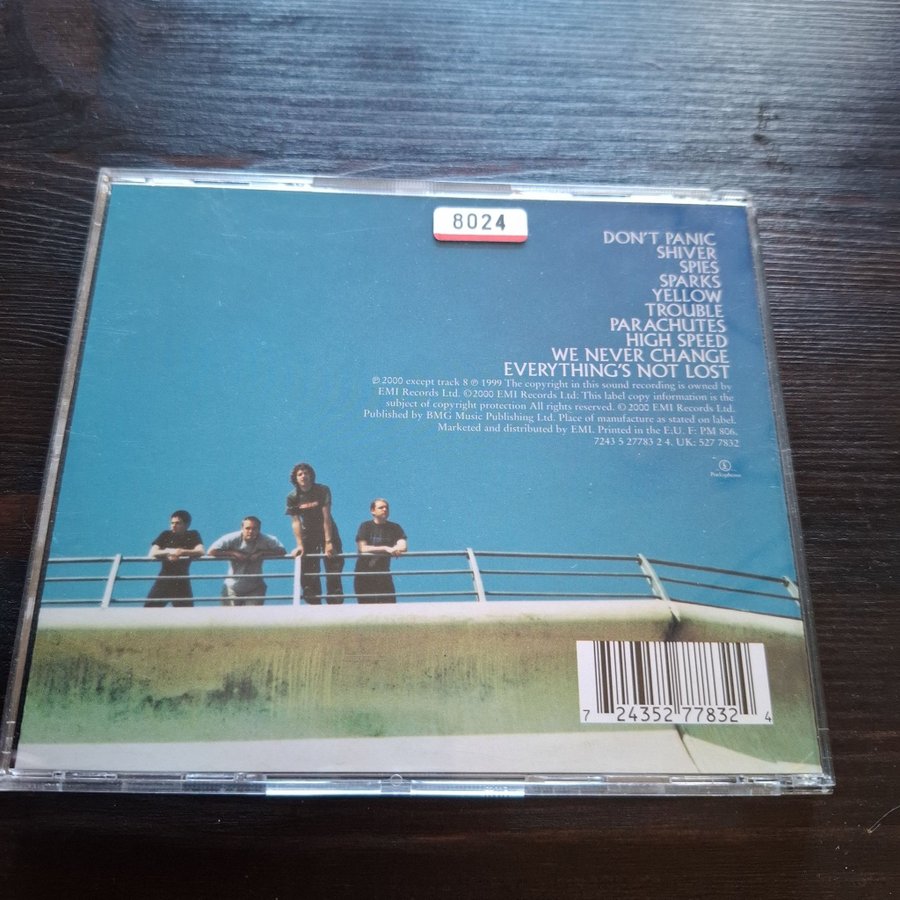 8024
DON'T PANIC
SHIVER
SPIES
SPARKS
YELLOW
TROUBLE
PARACHUTES
HIGH SPEED
WE NEVER CHANGE
EVERYTHING'S NOT LOST
℗ 2000 except track 8 ℗ 1999 The copyright in this sound recording is owned by
EMI Records Ltd. ©2000 EMI Records Ltd. This label copy information is the
subject of copyright protection All rights reserved. © 2000 EMI Records Ltd.
Published by BMG Music Publishing Ltd. Place of manufacture as stated on label.
Marketed and distributed by EMI. Printed in the E.U. F: PM 806.
7243 5 27783 2 4. UK: 527 7832
Parlophone
7 24352 77832 4